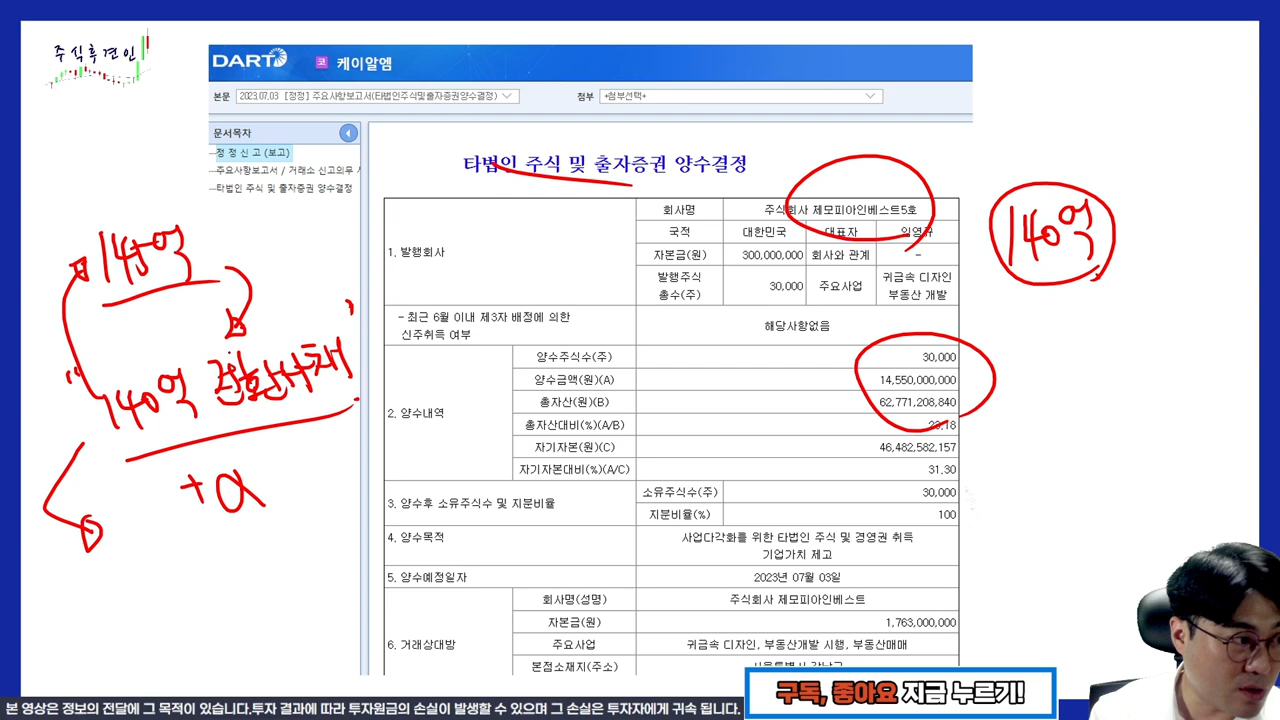 주식후견인
DART 코 케이알엠
본문 2023.07.03 [정정] 주요사항보고서(타법인주식및출자증권양수결정) 첨부 +첨부선택+
문서목차
정 정 신 고 (보고)
주요사항보고서 / 거래소 신고의무 사
타법인 주식 및 출자증권 양수결정
타법인 주식 및 출자증권 양수결정
1. 발행회사
회사명 주식회사 제모피아인베스트5호
국적 대한민국 대표자 임영규
자본금(원) 300,000,000 회사와 관계 -
발행주식 총수(주) 30,000 주요사업 귀금속 디자인 부동산 개발
- 최근 6월 이내 제3자 배정에 의한 신주취득 여부 해당사항없음
2. 양수내역
양수주식수(주) 30,000
양수금액(원)(A) 14,550,000,000
총자산(원)(B) 62,771,208,840
총자산대비(%)(A/B) 23.18
자기자본(원)(C) 46,482,582,157
자기자본대비(%)(A/C) 31.30
3. 양수후 소유주식수 및 지분비율
소유주식수(주) 30,000
지분비율(%) 100
4. 양수목적 사업다각화를 위한 타법인 주식 및 경영권 취득
기업가치 제고
5. 양수예정일자 2023년 07월 03일
6. 거래상대방
회사명(성명) 주식회사 제모피아인베스트
자본금(원) 1,763,000,000
주요사업 귀금속 디자인, 부동산개발 시행, 부동산매매
본점소재지(주소) 서울특별시 강남구
145억
140억 전환사채
+α
140억
구독, 좋아요 지금 누르기!
본 영상은 정보의 전달에 그 목적이 있습니다.투자 결과에 따라 투자원금의 손실이 발생할 수 있으며 그 손실은 투자자에게 귀속 됩니다.